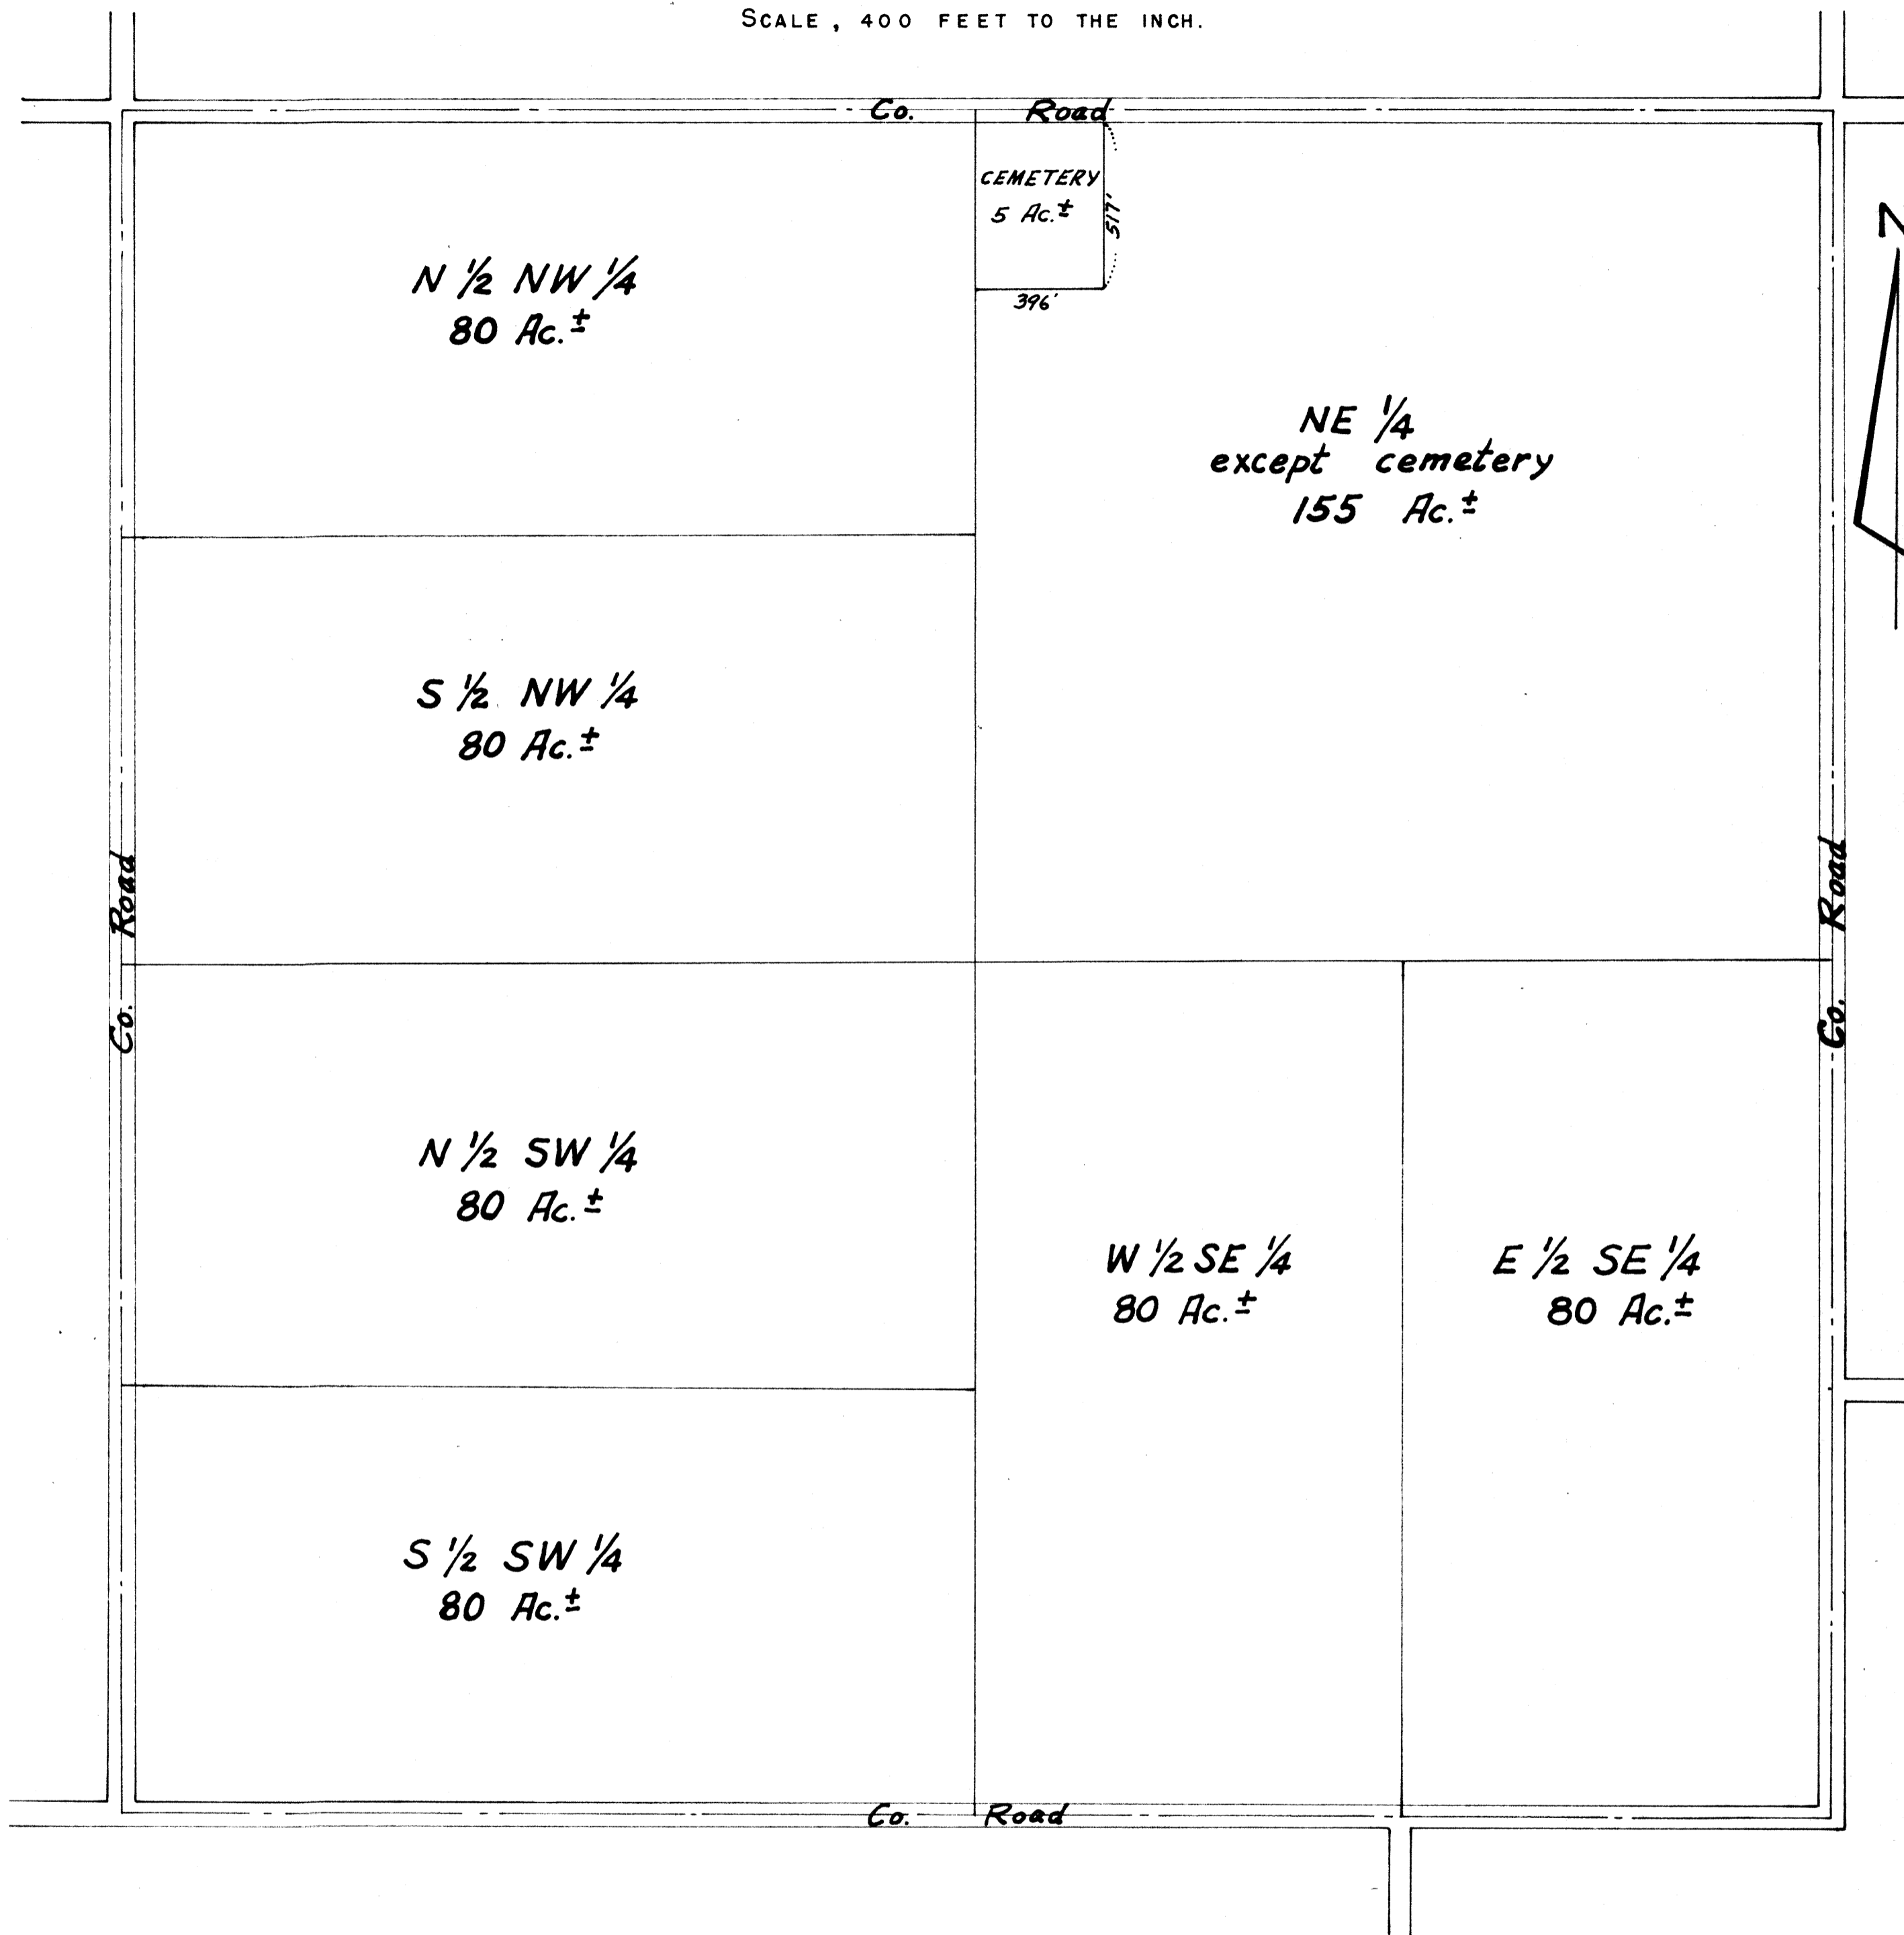 SCALE, 400 FEET TO THE INCH.
Co. Road
CEMETERY
5 Ac.±
517'
396'
N
N ½ NW ¼
80 Ac.±
NE ¼
except cemetery
155 Ac.±
S ½ NW ¼
80 Ac.±
Co. Road
Co. Road
N ½ SW ¼
80 Ac.±
W ½ SE ¼
80 Ac.±
E ½ SE ¼
80 Ac.±
S ½ SW ¼
80 Ac.±
Co. Road